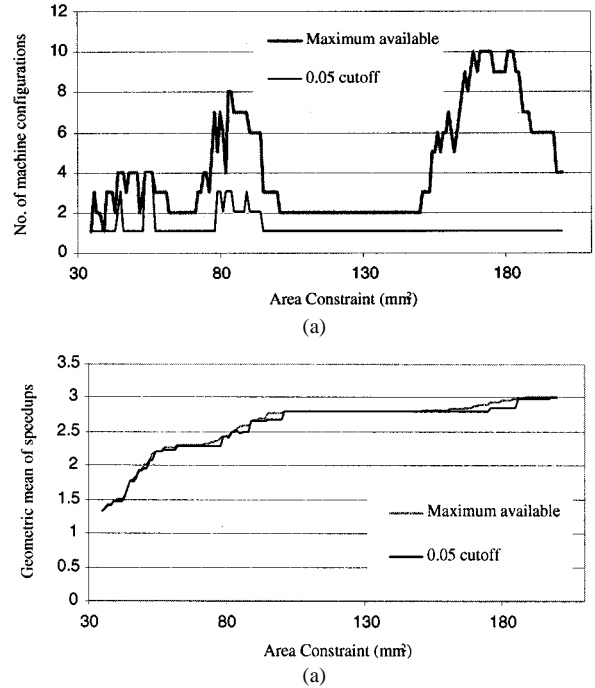 12
10
8
6
4
2
0
No. of machine configurations
Maximum available
0.05 cutoff
30 80 130 180
Area Constraint (mm²)
(a)
3.5
3
2.5
2
1.5
1
0.5
0
Geometric mean of speedups
Maximum available
0.05 cutoff
30 80 130 180
Area Constraint (mm²)
(a)